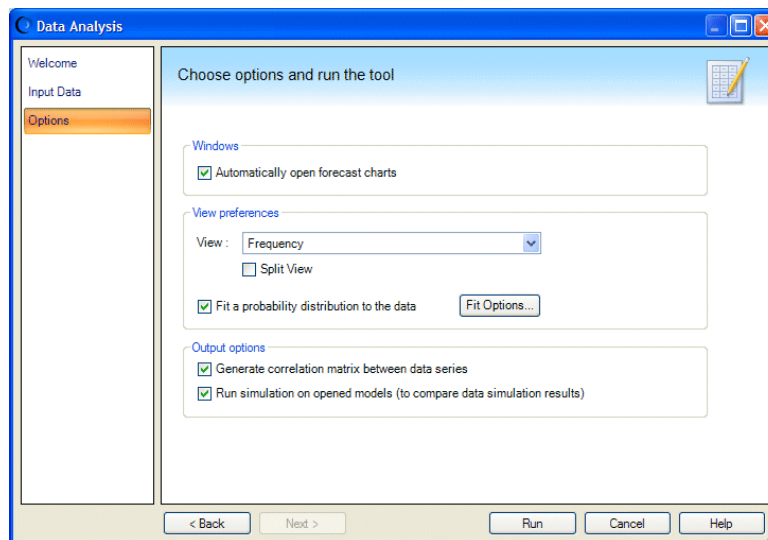 Data Analysis
Welcome
Input Data
Options
Choose options and run the tool
Windows
Automatically open forecast charts
View preferences
View : Frequency
Split View
Fit a probability distribution to the data Fit Options...
Output options
Generate correlation matrix between data series
Run simulation on opened models (to compare data simulation results)
< Back Next > Run Cancel Help